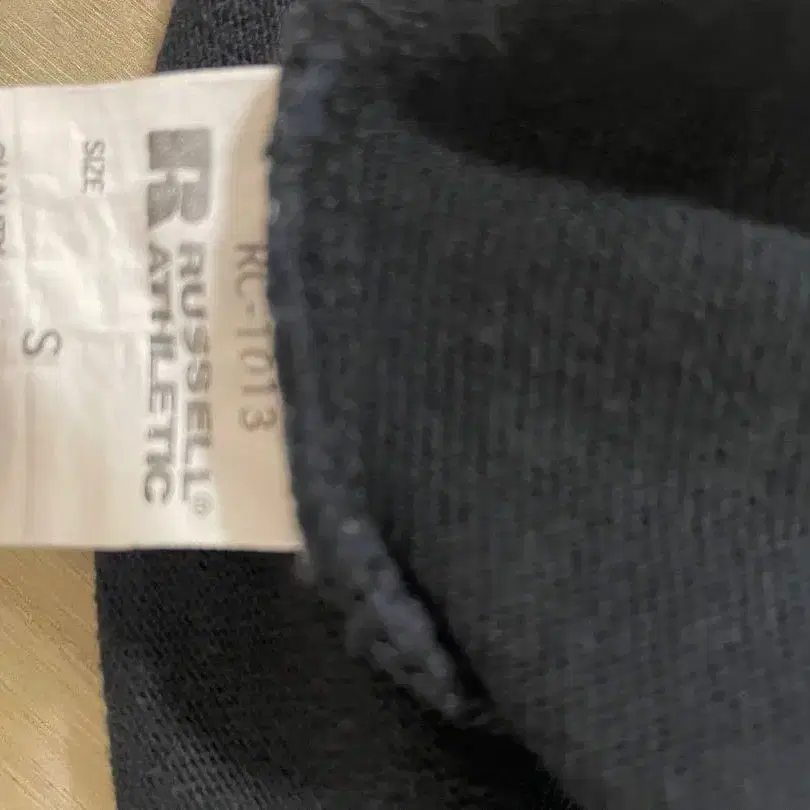 RC-1013
RUSSELL®
ATHLETIC
SIZE
S